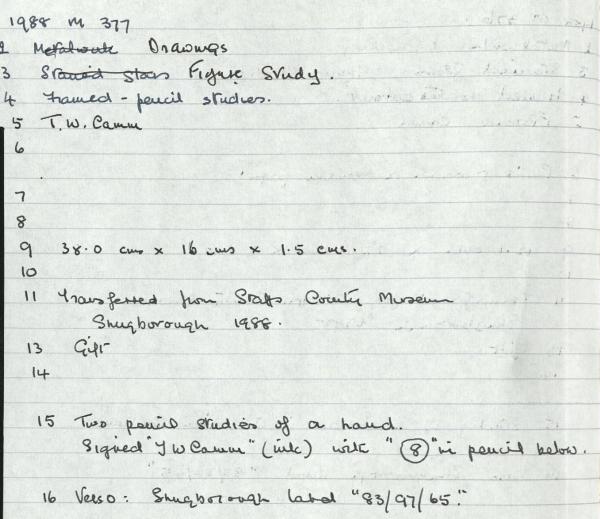 1988 M 377
2 Metalwork Drawings
3 Stained Glass Figure Study.
4 Framed - pencil studies.
5 T.W. Camm
6
7
8
9 38.0 cms x 16 cms x 1.5 cms.
10
11 Transferred from Staffs County Museum
Shugborough 1988.
13 Gift
14
15 Two pencil studies of a hand.
Signed "T W Camm" (ink) with "8" in pencil below.
16 Verso: Shugborough label "83/97/65."